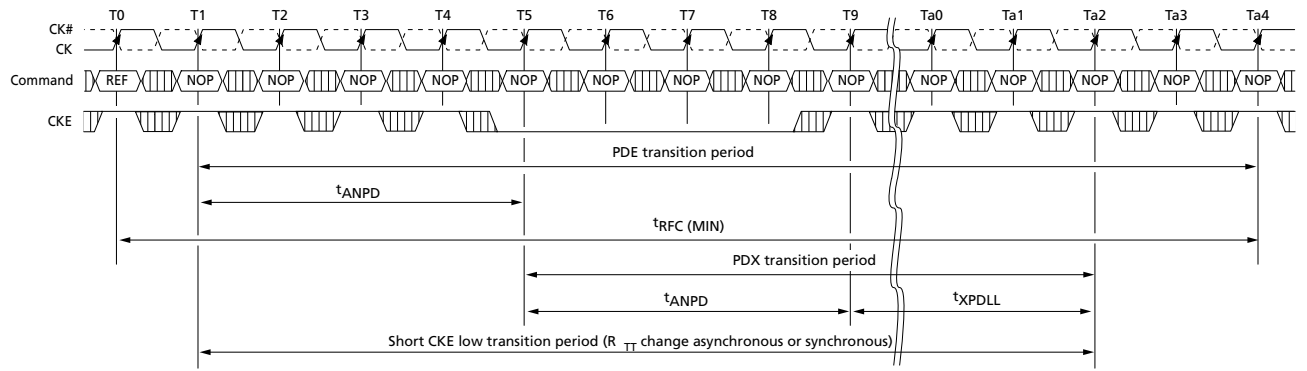 T0 T1 T2 T3 T4 T5 T6 T7 T8 T9 Ta0 Ta1 Ta2 Ta3 Ta4
CK#
CK
Command REF NOP NOP NOP NOP NOP NOP NOP NOP NOP NOP NOP NOP NOP NOP
CKE
PDE transition period
tANPD
tRFC (MIN)
PDX transition period
tANPD tXPDLL
Short CKE low transition period (R TT change asynchronous or synchronous)